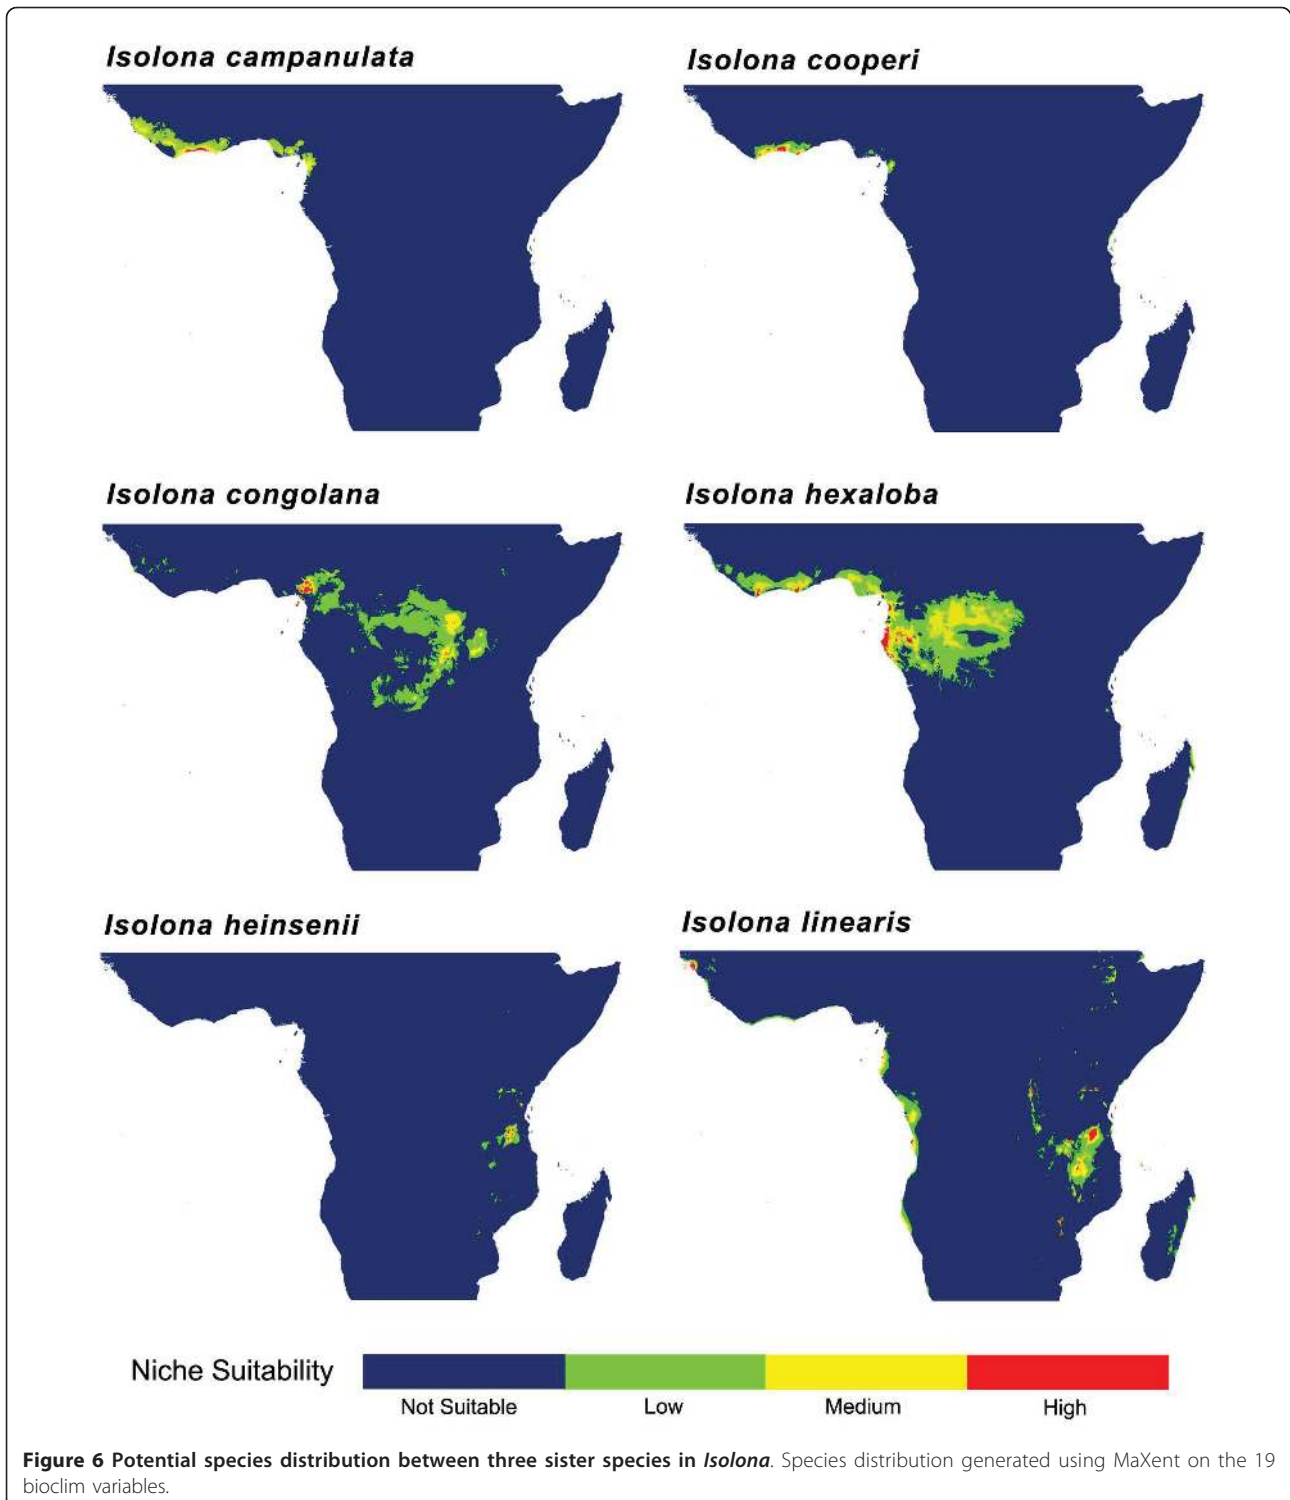 Isolona campanulata
Isolona cooperi
Isolona congolana
Isolona hexaloba
Isolona heinsenii
Isolona linearis
Niche Suitability
Not Suitable
Low
Medium
High
Figure 6 Potential species distribution between three sister species in Isolona. Species distribution generated using MaXent on the 19
bioclim variables.